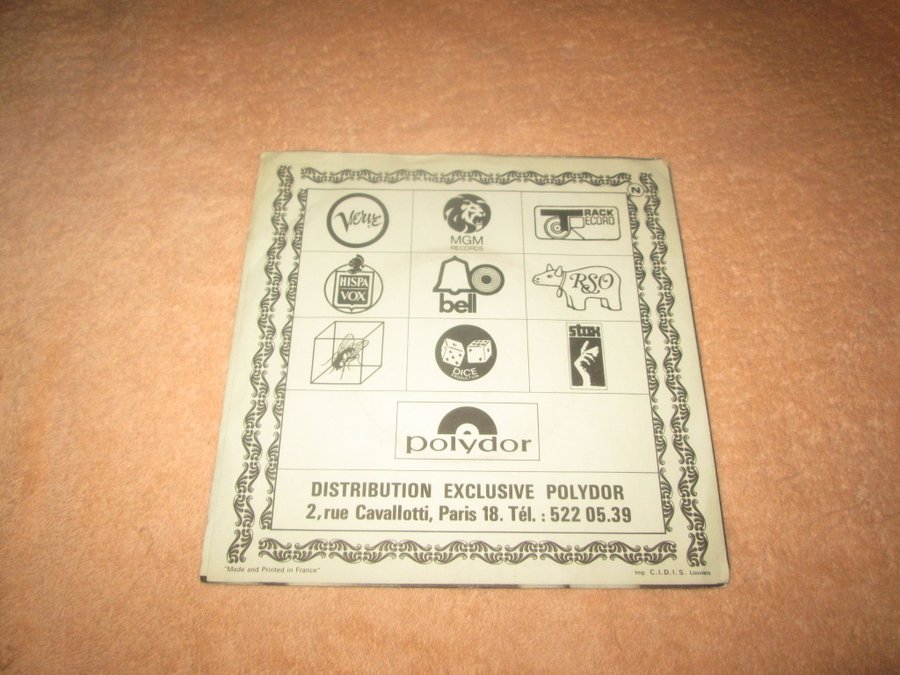 N
Verve
MGM
RECORDS
TRACK
RECORD
HISPA
VOX
bell
RSO
DICE
PRODUCTION
stax
polydor
DISTRIBUTION EXCLUSIVE POLYDOR
2, rue Cavallotti, Paris 18. Tél. : 522 05.39
"Made and Printed in France"
Imp. C.I.D.I.S. Louviers